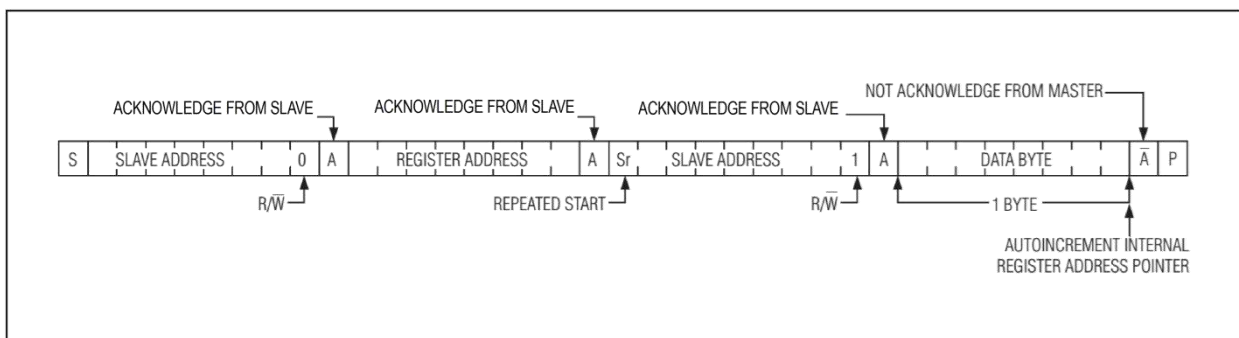 NOT ACKNOWLEDGE FROM MASTER
ACKNOWLEDGE FROM SLAVE ACKNOWLEDGE FROM SLAVE ACKNOWLEDGE FROM SLAVE
S SLAVE ADDRESS 0 A REGISTER ADDRESS A Sr SLAVE ADDRESS 1 A DATA BYTE A̅ P
R/W̅ REPEATED START R/W̅ 1 BYTE
AUTOINCREMENT INTERNAL
REGISTER ADDRESS POINTER